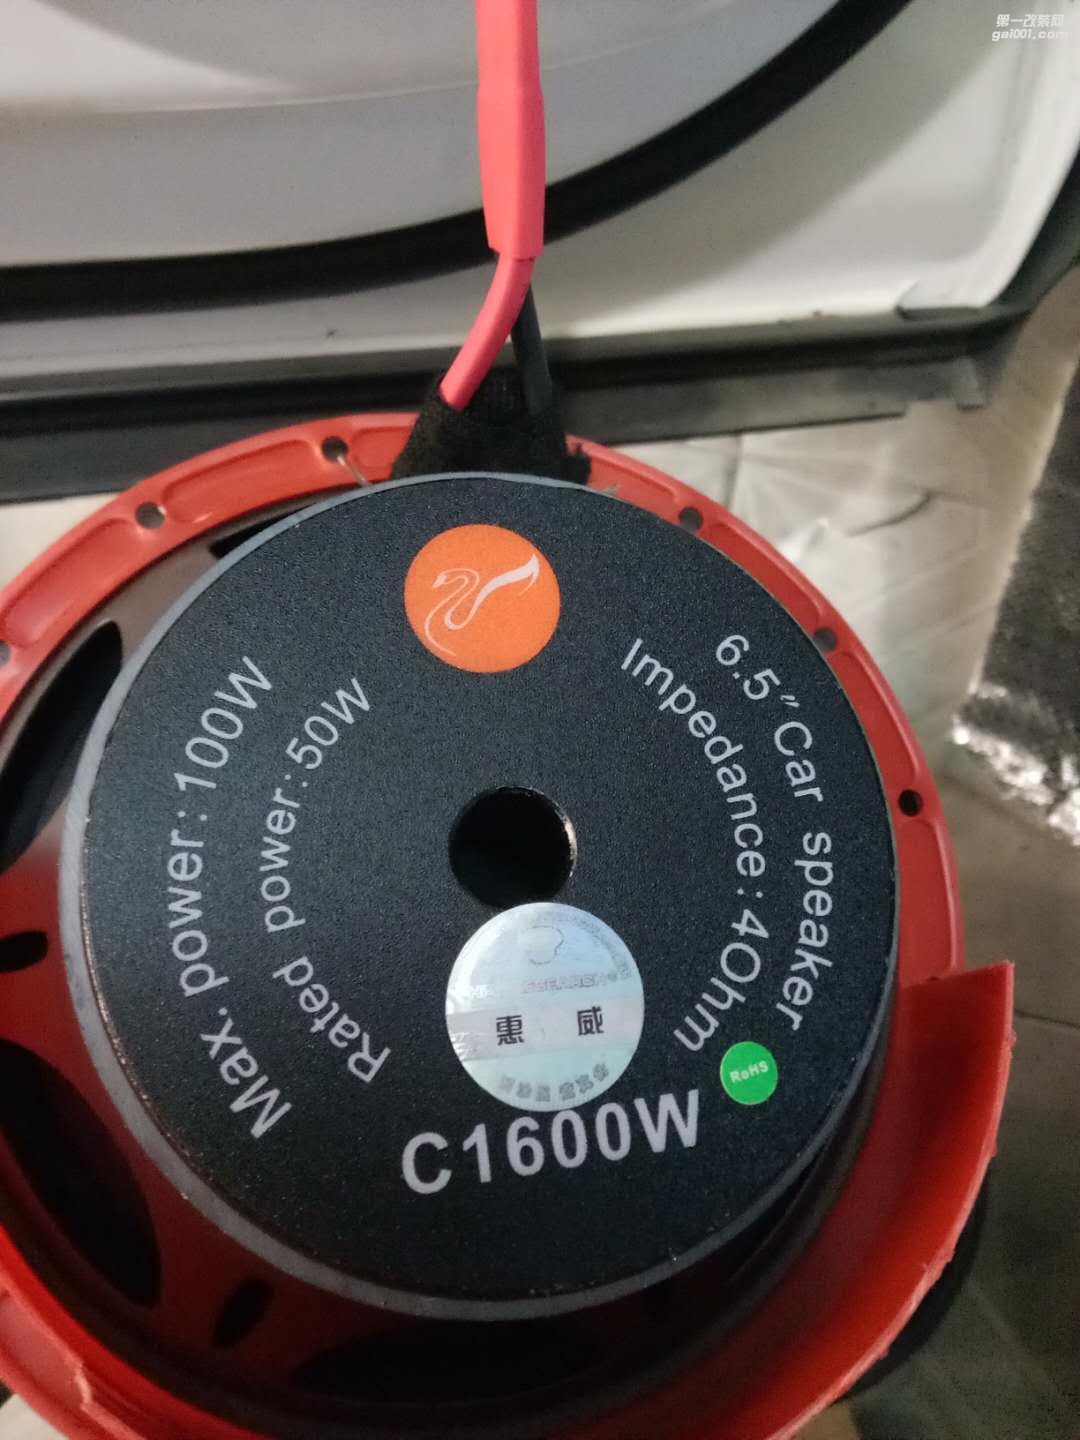 第一改装网
gai001.com
Max. power: 100W
Rated power: 50W
6.5" Car speaker
Impedance: 4Ohm
惠 威
RoHS
C1600W